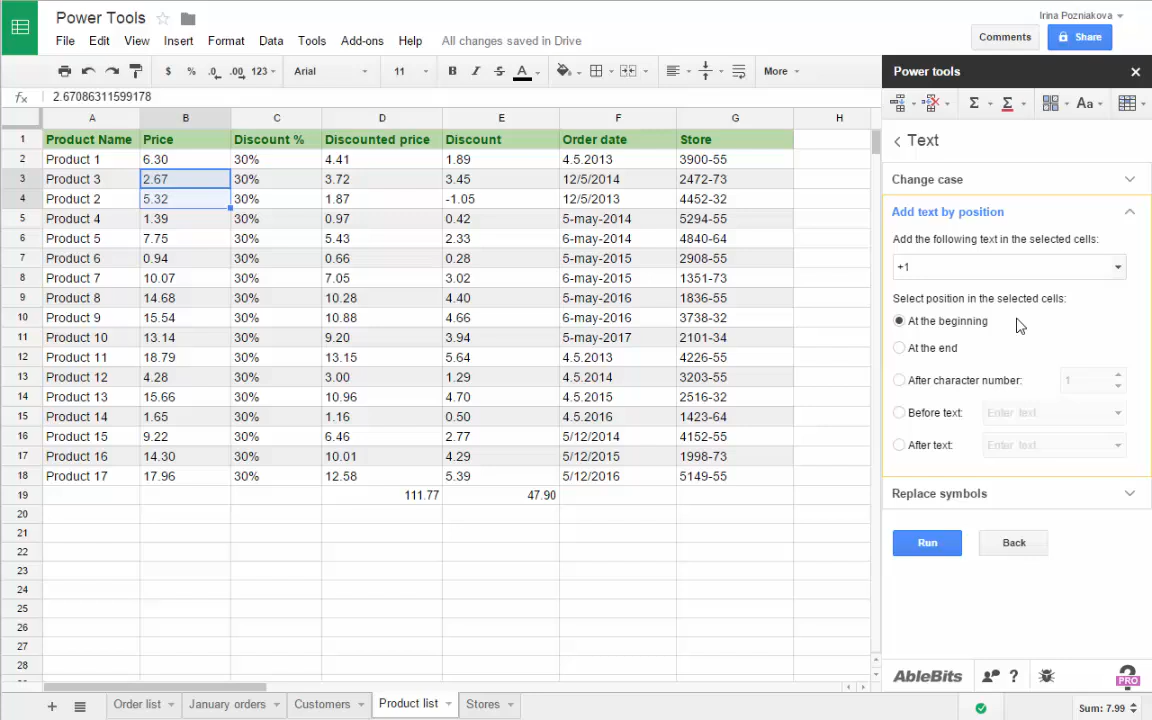 Power Tools
Irina Pozniakova
File Edit View Insert Format Data Tools Add-ons Help All changes saved in Drive
Comments Share
$ % .0 .00 123 Arial 11 B I S A More
Power tools
fx 2.67086311599178
Σ Σ Aa
A B C D E F G H
Text
1 Product Name Price Discount % Discounted price Discount Order date Store
2 Product 1 6.30 30% 4.41 1.89 4.5.2013 3900-55
3 Product 3 2.67 30% 3.72 3.45 12/5/2014 2472-73
4 Product 2 5.32 30% 1.87 -1.05 12/5/2013 4452-32
5 Product 4 1.39 30% 0.97 0.42 5-may-2014 5294-55
6 Product 5 7.75 30% 5.43 2.33 6-may-2014 4840-64
7 Product 6 0.94 30% 0.66 0.28 5-may-2015 2908-55
8 Product 7 10.07 30% 7.05 3.02 6-may-2015 1351-73
9 Product 8 14.68 30% 10.28 4.40 5-may-2016 1836-55
10 Product 9 15.54 30% 10.88 4.66 6-may-2016 3738-32
11 Product 10 13.14 30% 9.20 3.94 5-may-2017 2101-34
12 Product 11 18.79 30% 13.15 5.64 4.5.2013 4226-55
13 Product 12 4.28 30% 3.00 1.29 4.5.2014 3203-55
14 Product 13 15.66 30% 10.96 4.70 4.5.2015 2516-32
15 Product 14 1.65 30% 1.16 0.50 4.5.2016 1423-64
16 Product 15 9.22 30% 6.46 2.77 5/12/2014 4152-55
17 Product 16 14.30 30% 10.01 4.29 5/12/2015 1998-73
18 Product 17 17.96 30% 12.58 5.39 5/12/2016 5149-55
19 111.77 47.90
20
21
22
23
24
25
26
27
28
Change case
Add text by position
Add the following text in the selected cells:
+1
Select position in the selected cells:
At the beginning
At the end
After character number: 1
Before text: Enter text
After text: Enter text
Replace symbols
Run Back
AbleBits ? PRO
Order list January orders Customers Product list Stores
Sum: 7.99